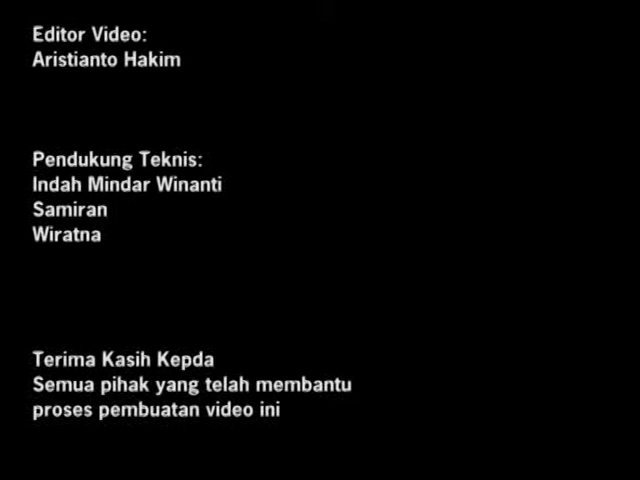 Editor Video:
Aristianto Hakim
Pendukung Teknis:
Indah Mindar Winanti
Samiran
Wiratna
Terima Kasih Kepda
Semua pihak yang telah membantu
proses pembuatan video ini